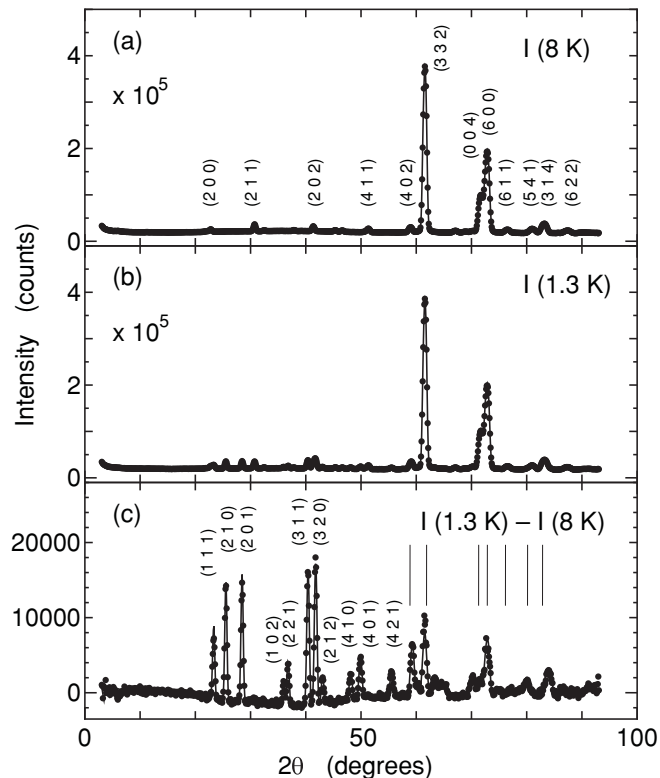 (a)
I (8 K)
x 10^5
(2 0 0)
(2 1 1)
(2 0 2)
(4 1 1)
(4 0 2)
(3 3 2)
(0 0 4)
(6 0 0)
(6 1 1)
(5 4 1)
(3 1 4)
(6 2 2)
4
2
0
(b)
I (1.3 K)
x 10^5
4
2
0
Intensity (counts)
(c)
I (1.3 K) – I (8 K)
(1 1 1)
(2 1 0)
(2 0 1)
(1 0 2)
(2 2 1)
(3 1 1)
(3 2 0)
(2 1 2)
(4 1 0)
(4 0 1)
(4 2 1)
20000
10000
0
0
50
100
2θ (degrees)